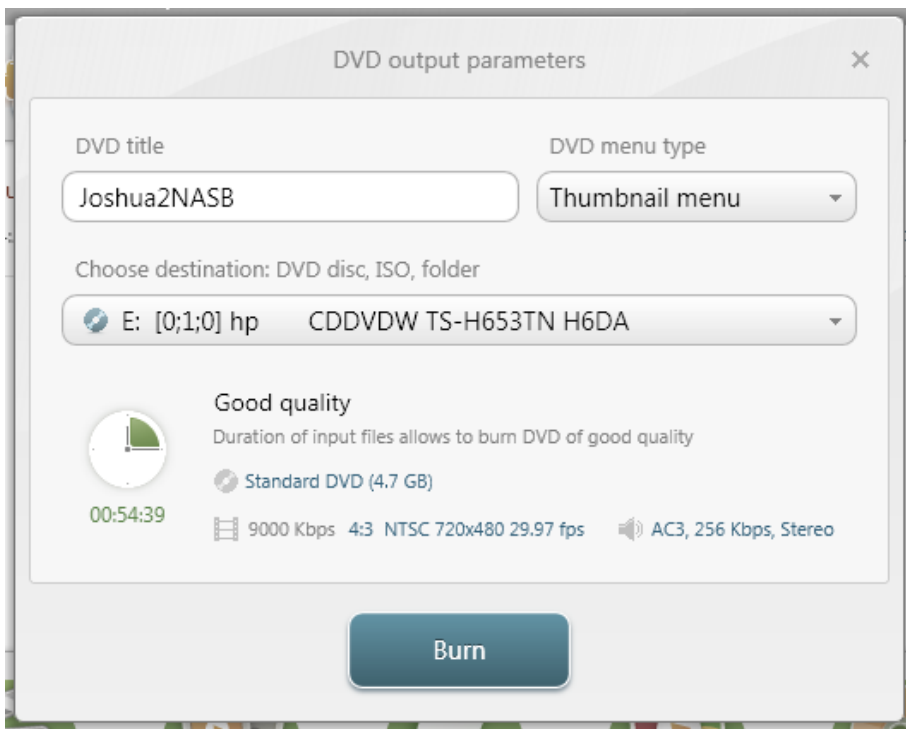 DVD output parameters
DVD title DVD menu type
Joshua2NASB Thumbnail menu
Choose destination: DVD disc, ISO, folder
E: [0;1;0] hp CDDVDW TS-H653TN H6DA
Good quality
Duration of input files allows to burn DVD of good quality
Standard DVD (4.7 GB)
00:54:39
9000 Kbps 4:3 NTSC 720x480 29.97 fps AC3, 256 Kbps, Stereo
Burn